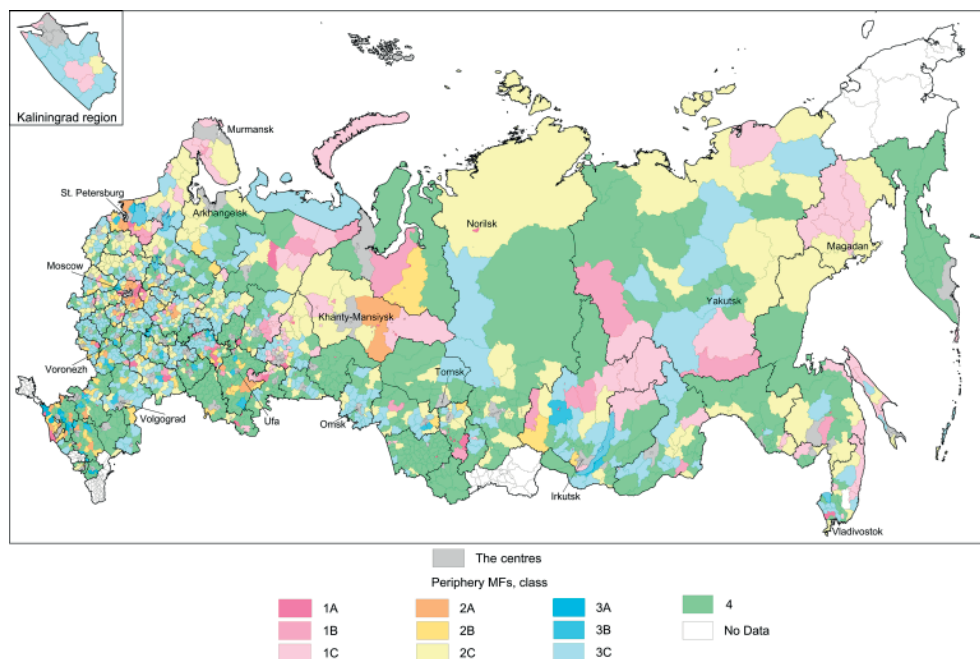 Kaliningrad region
Murmansk
St. Petersburg
Arkhangelsk
Norilsk
Moscow
Magadan
Khanty-Mansiysk
Yakutsk
Voronezh
Tomsk
Volgograd
Ufa
Omsk
Irkutsk
Vladivostok
The centres
Periphery MFs, class
1A 2A 3A 4
1B 2B 3B No Data
1C 2C 3C